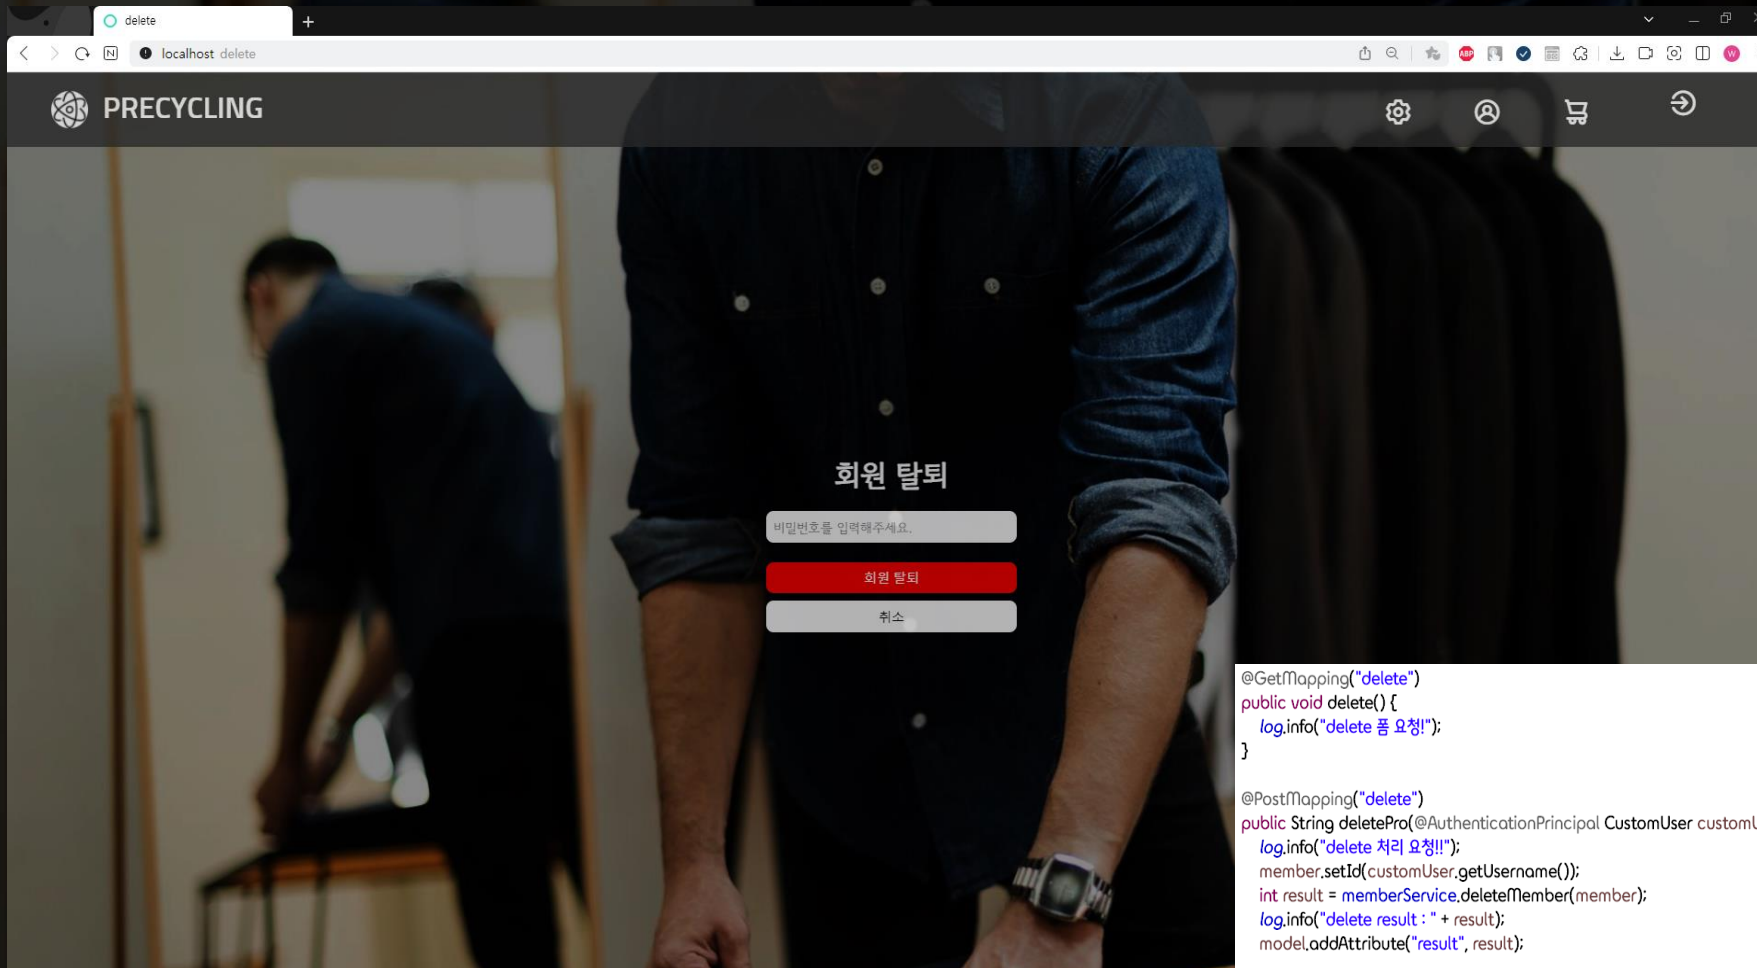 delete
localhost delete
ABP
W
PRECYCLING
회원 탈퇴
비밀번호를 입력해주세요.
회원 탈퇴
취소
@GetMapping("delete")
public void delete() {
log.info("delete 폼 요청!");
}
@PostMapping("delete")
public String deletePro(@AuthenticationPrincipal CustomUser customU
log.info("delete 처리 요청!!");
member.setId(customUser.getUsername());
int result = memberService.deleteMember(member);
log.info("delete result : " + result);
model.addAttribute("result", result);